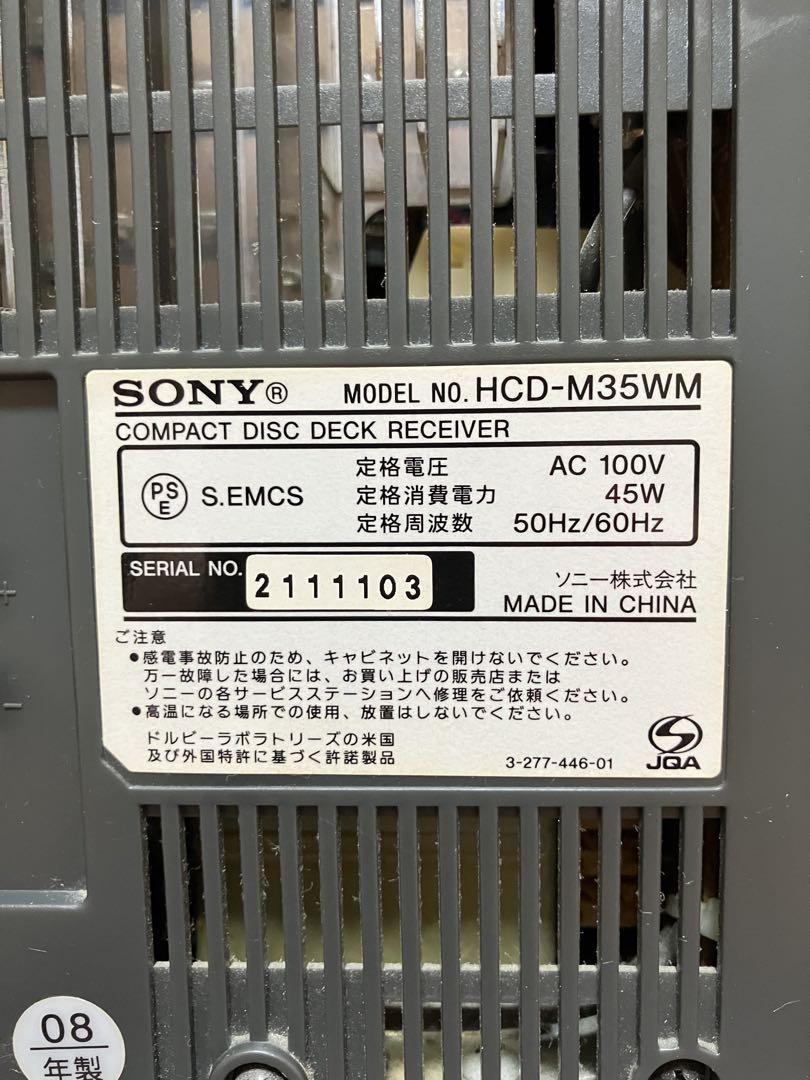 SONY® MODEL NO. HCD-M35WM
COMPACT DISC DECK RECEIVER
PSE S.EMCS
定格電圧 AC 100V
定格消費電力 45W
定格周波数 50Hz/60Hz
SERIAL NO. 2111103
ソニー株式会社
MADE IN CHINA
ご注意
●感電事故防止のため、キャビネットを開けないでください。
万一故障した場合には、お買い上げの販売店または
ソニーの各サービスステーションへ修理をご依頼ください。
●高温になる場所での使用、放置はしないでください。
ドルビーラボラトリーズの米国
及び外国特許に基づく許諾製品
3-277-446-01
JQA
+
−
08
年製